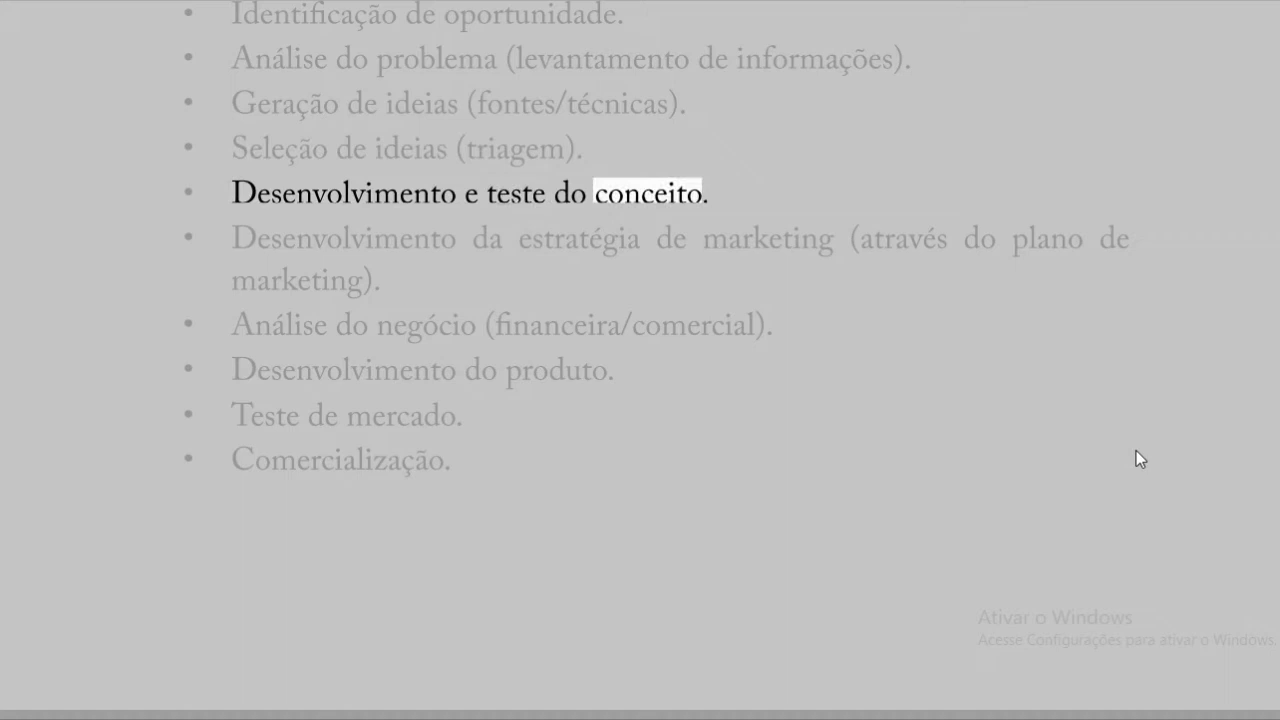 • Identificação de oportunidade.
• Análise do problema (levantamento de informações).
• Geração de ideias (fontes/técnicas).
• Seleção de ideias (triagem).
• Desenvolvimento e teste do conceito.
• Desenvolvimento da estratégia de marketing (através do plano de
marketing).
• Análise do negócio (financeira/comercial).
• Desenvolvimento do produto.
• Teste de mercado.
• Comercialização.
Ativar o Windows
Acesse Configurações para ativar o Windows.